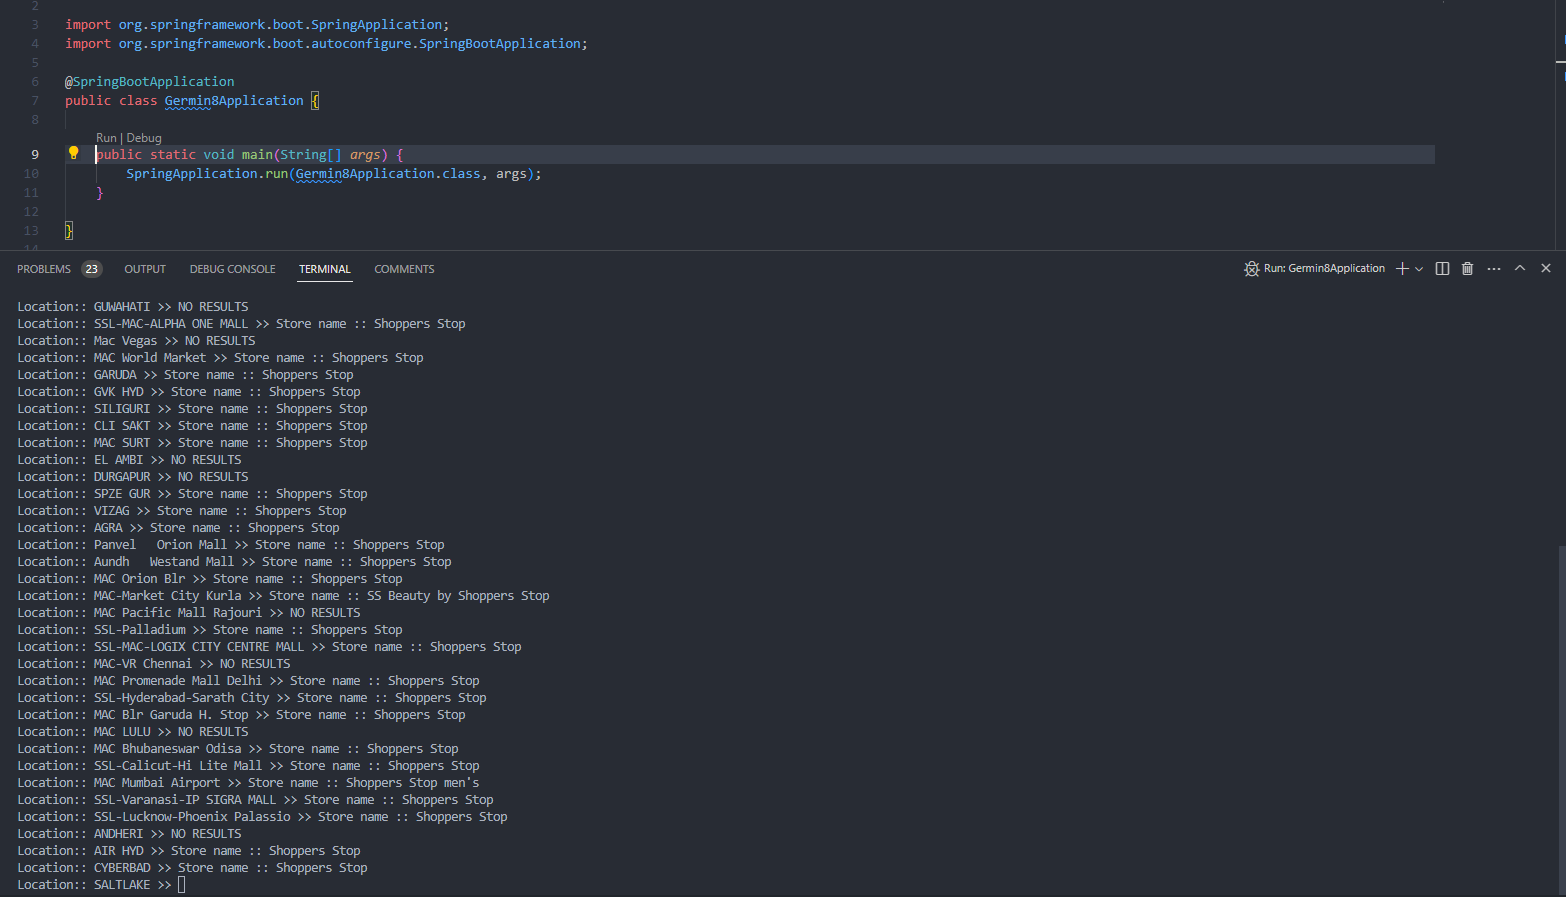 2
3 import org.springframework.boot.SpringApplication;
4 import org.springframework.boot.autoconfigure.SpringBootApplication;
5
6 @SpringBootApplication
7 public class Germin8Application {
8
Run | Debug
9 public static void main(String[] args) {
10 SpringApplication.run(Germin8Application.class, args);
11 }
12
13 }
14
PROBLEMS 23 OUTPUT DEBUG CONSOLE TERMINAL COMMENTS Run: Germin8Application
Location:: GUWAHATI >> NO RESULTS
Location:: SSL-MAC-ALPHA ONE MALL >> Store name :: Shoppers Stop
Location:: Mac Vegas >> NO RESULTS
Location:: MAC World Market >> Store name :: Shoppers Stop
Location:: GARUDA >> Store name :: Shoppers Stop
Location:: GVK HYD >> Store name :: Shoppers Stop
Location:: SILIGURI >> Store name :: Shoppers Stop
Location:: CLI SAKT >> Store name :: Shoppers Stop
Location:: MAC SURT >> Store name :: Shoppers Stop
Location:: EL AMBI >> NO RESULTS
Location:: DURGAPUR >> NO RESULTS
Location:: SPZE GUR >> Store name :: Shoppers Stop
Location:: VIZAG >> Store name :: Shoppers Stop
Location:: AGRA >> Store name :: Shoppers Stop
Location:: Panvel   Orion Mall >> Store name :: Shoppers Stop
Location:: Aundh   Westand Mall >> Store name :: Shoppers Stop
Location:: MAC Orion Blr >> Store name :: Shoppers Stop
Location:: MAC-Market City Kurla >> Store name :: SS Beauty by Shoppers Stop
Location:: MAC Pacific Mall Rajouri >> NO RESULTS
Location:: SSL-Palladium >> Store name :: Shoppers Stop
Location:: SSL-MAC-LOGIX CITY CENTRE MALL >> Store name :: Shoppers Stop
Location:: MAC-VR Chennai >> NO RESULTS
Location:: MAC Promenade Mall Delhi >> Store name :: Shoppers Stop
Location:: SSL-Hyderabad-Sarath City >> Store name :: Shoppers Stop
Location:: MAC Blr Garuda H. Stop >> Store name :: Shoppers Stop
Location:: MAC LULU >> NO RESULTS
Location:: MAC Bhubaneswar Odisa >> Store name :: Shoppers Stop
Location:: SSL-Calicut-Hi Lite Mall >> Store name :: Shoppers Stop
Location:: MAC Mumbai Airport >> Store name :: Shoppers Stop men's
Location:: SSL-Varanasi-IP SIGRA MALL >> Store name :: Shoppers Stop
Location:: SSL-Lucknow-Phoenix Palassio >> Store name :: Shoppers Stop
Location:: ANDHERI >> NO RESULTS
Location:: AIR HYD >> Store name :: Shoppers Stop
Location:: CYBERBAD >> Store name :: Shoppers Stop
Location:: SALTLAKE >>